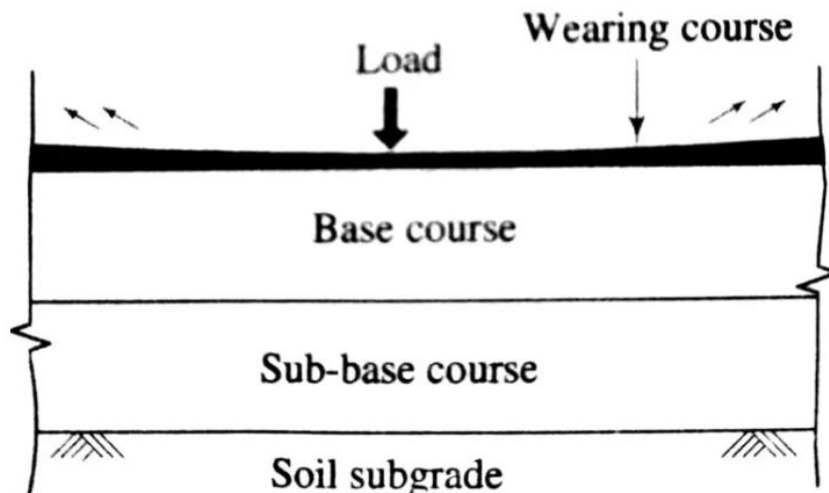 Wearing course
Load
Base course
Sub-base course
Soil subgrade